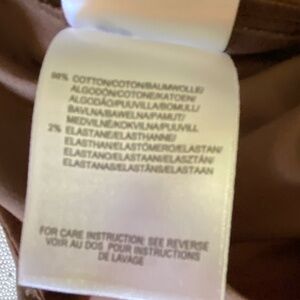 98% COTTON/COTON/BAUMWOLLE/
ALGODÓN/COTONE/KATOEN/
ALGODÃO/PUUVILLA/BOMULL/
BAVLNA/BAWEŁNA/PAMUT/
MEDVILNĖ/KOKVILNA/PUUVILL
2% ELASTANE/ELASTHANNE/
ELASTHAN/ELASTÓMERO/ELASTAN/
ELASTANO/ELASTAANI/ELASZTÁN/
ELASTANAS/ELASTĀNS/ELASTAAN
FOR CARE INSTRUCTION: SEE REVERSE
VOIR AU DOS POUR INSTRUCTIONS
DE LAVAGE